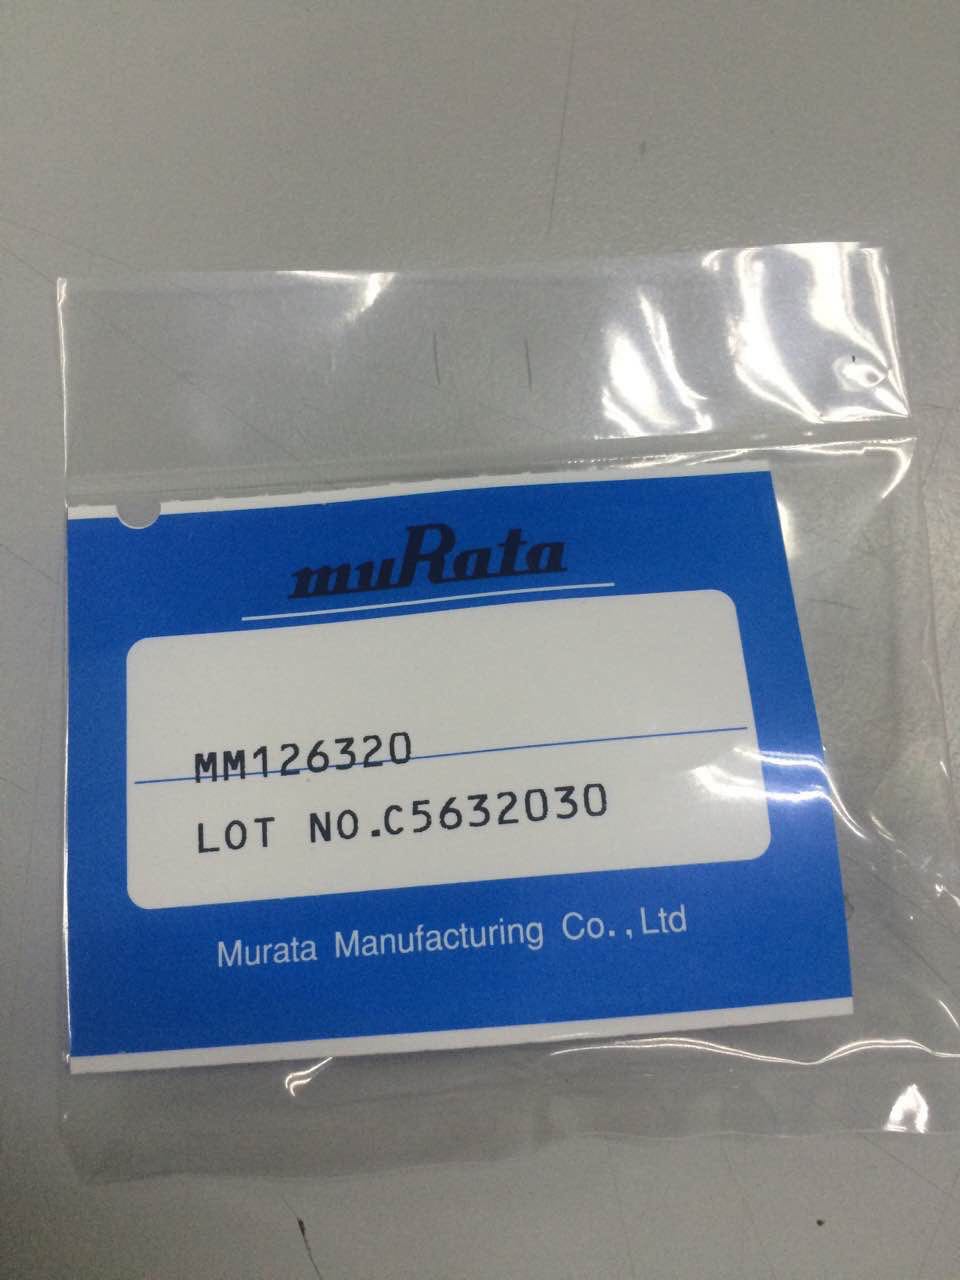 muRata
MM126320
LOT NO.C5632030
Murata Manufacturing Co.,Ltd